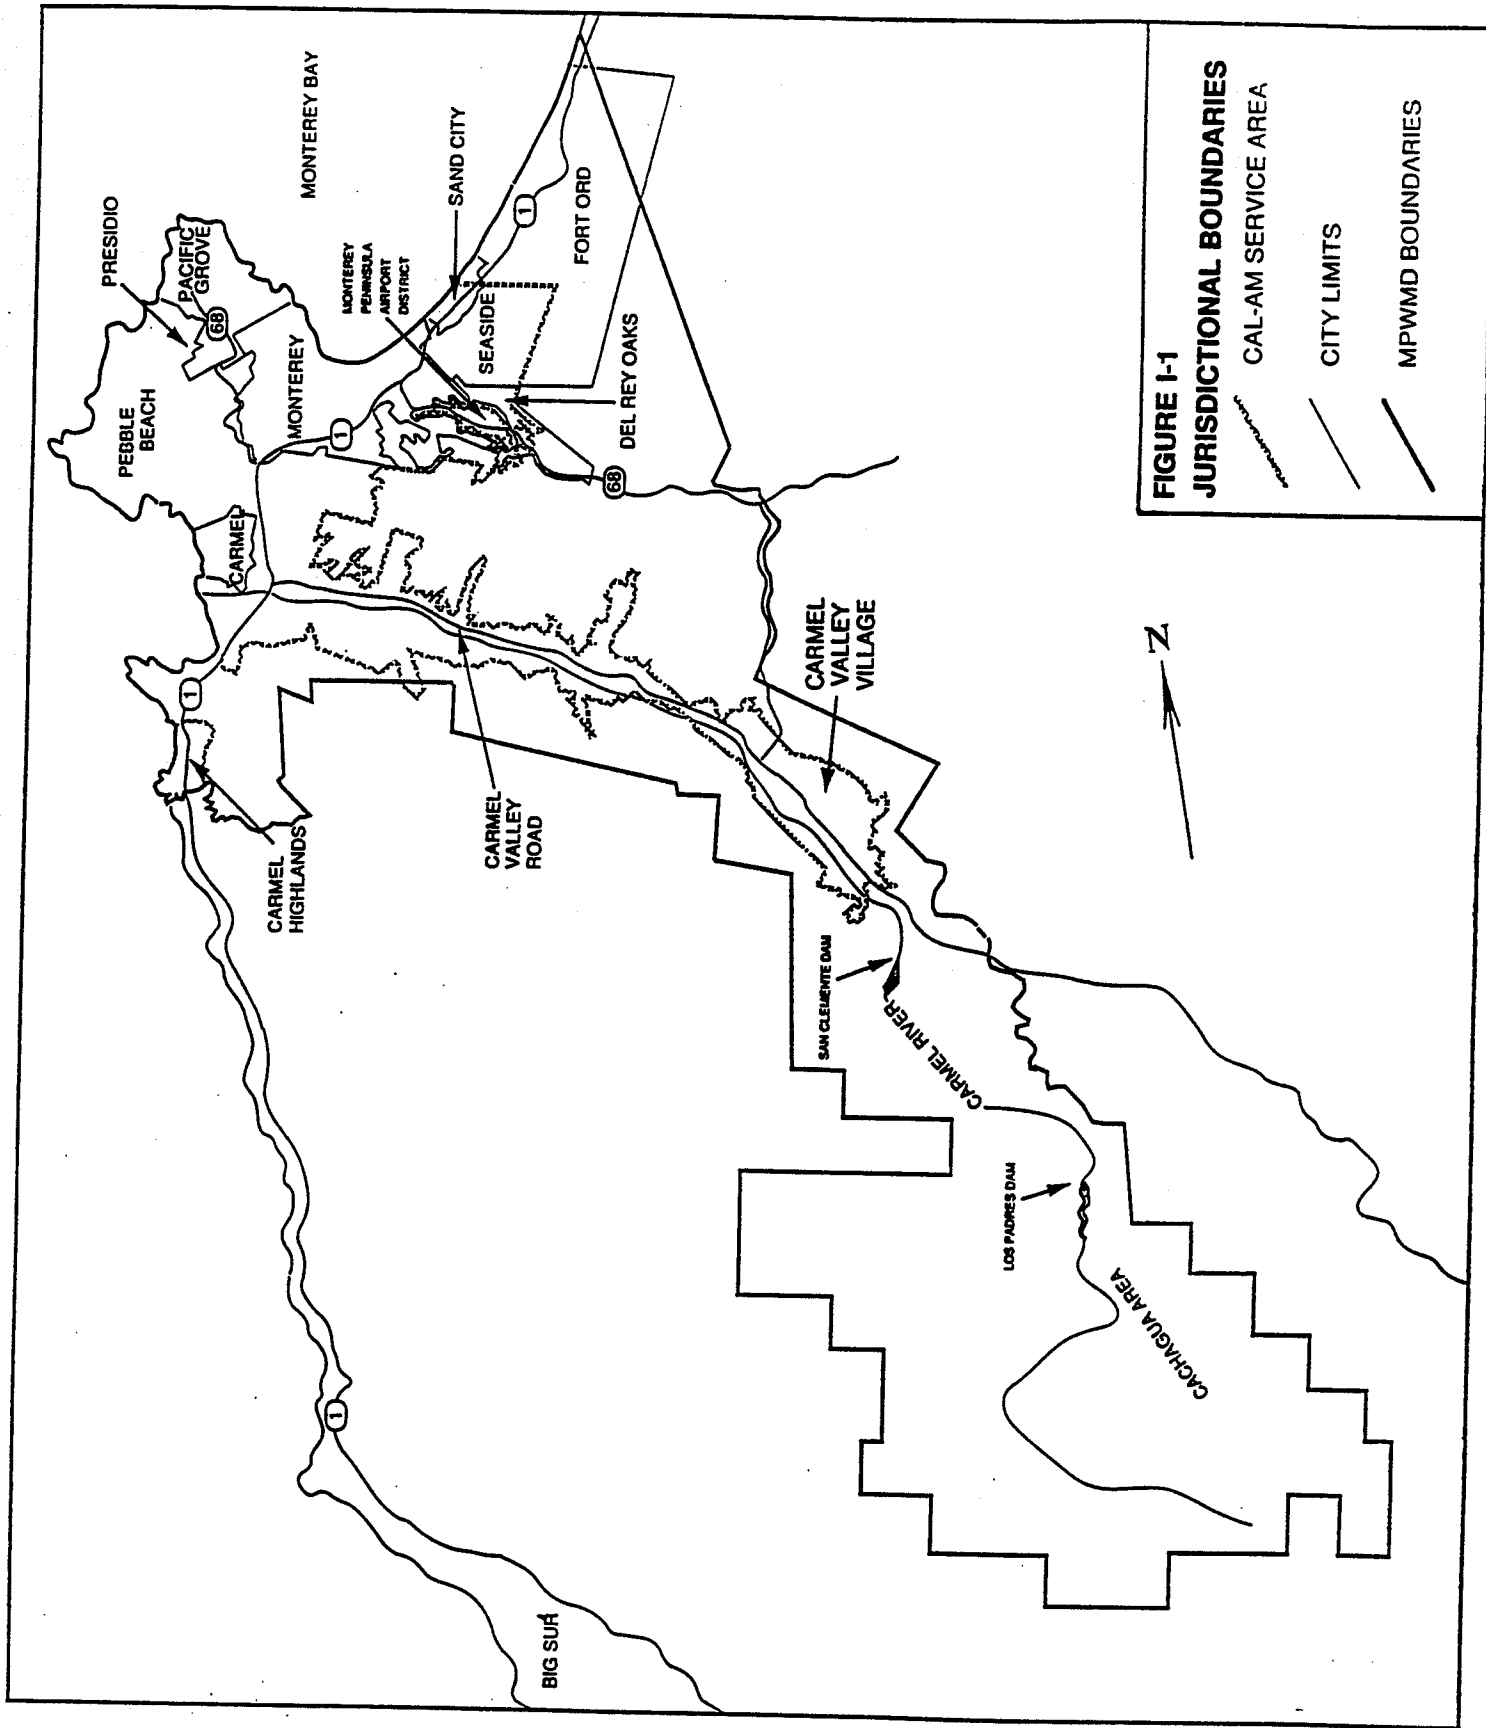 PRESIDIO
MONTEREY BAY
PACIFIC
GROVE
68
PEBBLE
BEACH
MONTEREY
MONTEREY
PENINSULA
AIRPORT
DISTRICT
SAND CITY
1
SEASIDE
FORT ORD
1
DEL REY OAKS
68
CARMEL
1
CARMEL
HIGHLANDS
CARMEL
VALLEY
ROAD
CARMEL
VALLEY
VILLAGE
N
SAN CLEMENTE DAM
CARMEL RIVER
LOS PADRES DAM
CACHAGUA AREA
1
BIG SUR
FIGURE I-1
JURISDICTIONAL BOUNDARIES
CAL-AM SERVICE AREA
CITY LIMITS
MPWMD BOUNDARIES